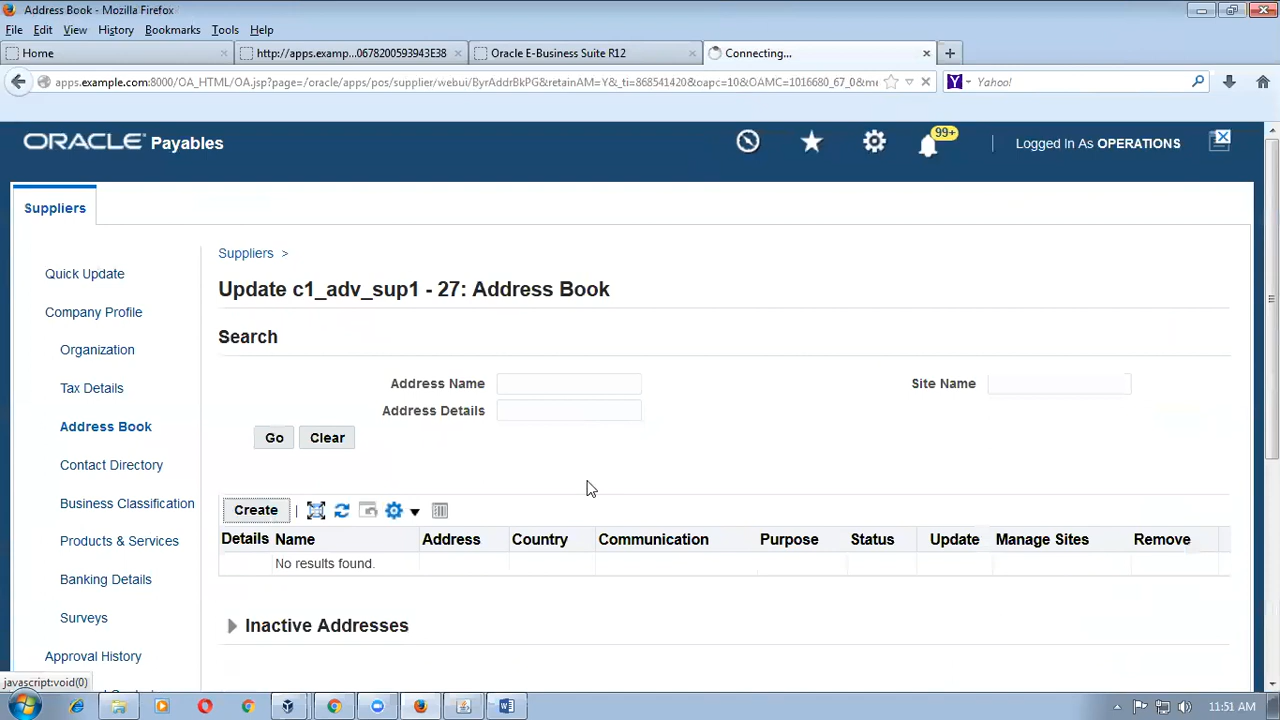 Address Book - Mozilla Firefox
File Edit View History Bookmarks Tools Help
Home
http://apps.examp...0678200593943E38
Oracle E-Business Suite R12
Connecting...
apps.example.com:8000/OA_HTML/OA.jsp?page=/oracle/apps/pos/supplier/webui/ByrAddrBkPG&retainAM=Y&_ti=868541420&oapc=10&OAMC=1016680_67_0&me
Yahoo!
ORACLE Payables
99+
Logged In As OPERATIONS
Suppliers
Quick Update
Company Profile
Organization
Tax Details
Address Book
Contact Directory
Business Classification
Products & Services
Banking Details
Surveys
Approval History
Suppliers >
Update c1_adv_sup1 - 27: Address Book
Search
Address Name
Site Name
Address Details
Go Clear
Create
Details Name Address Country Communication Purpose Status Update Manage Sites Remove
No results found.
Inactive Addresses
javascript:void(0)
11:51 AM